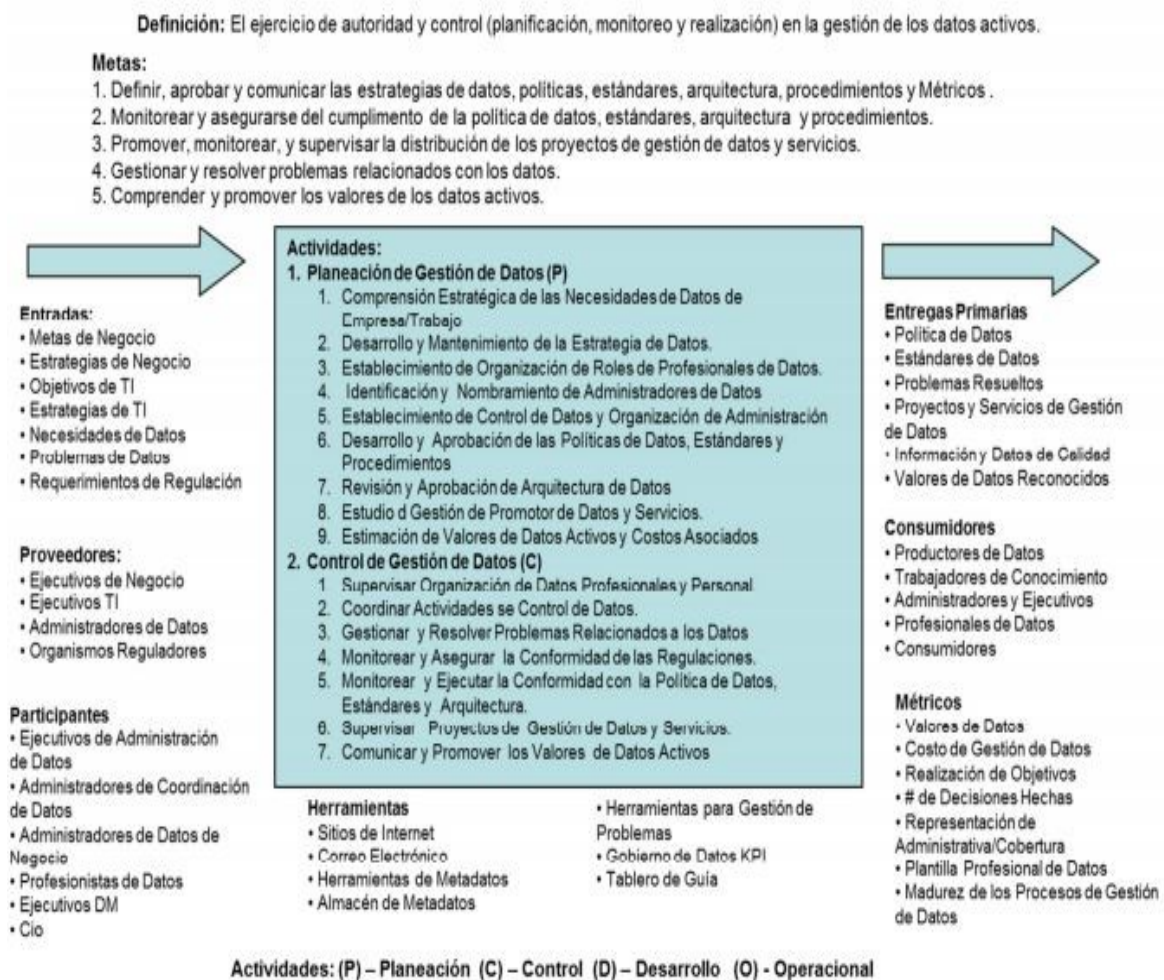 Definición: El ejercicio de autoridad y control (planificación, monitoreo y realización) en la gestión de los datos activos.
Metas:
1. Definir, aprobar y comunicar las estrategias de datos, políticas, estándares, arquitectura, procedimientos y Métricos .
2. Monitorear y asegurarse del cumplimento de la política de datos, estándares, arquitectura y procedimientos.
3. Promover, monitorear, y supervisar la distribución de los proyectos de gestión de datos y servicios.
4. Gestionar y resolver problemas relacionados con los datos.
5. Comprender y promover los valores de los datos activos.
Entradas:
• Metas de Negocio
• Estrategias de Negocio
• Objetivos de TI
• Estrategias de TI
• Necesidades de Datos
• Problemas de Datos
• Requerimientos de Regulación
Proveedores:
• Ejecutivos de Negocio
• Ejecutivos TI
• Administradores de Datos
• Organismos Reguladores
Participantes
• Ejecutivos de Administración
de Datos
• Administradores de Coordinación
de Datos
• Administradores de Datos de
Negocio
• Profesionistas de Datos
• Ejecutivos DM
• Cio
Actividades:
1. Planeación de Gestión de Datos (P)
1. Comprensión Estratégica de las Necesidades de Datos de
Empresa/Trabajo
2. Desarrollo y Mantenimiento de la Estrategia de Datos.
3. Establecimiento de Organización de Roles de Profesionales de Datos.
4. Identificación y Nombramiento de Administradores de Datos
5. Establecimiento de Control de Datos y Organización de Administración
6. Desarrollo y Aprobación de las Políticas de Datos, Estándares y
Procedimientos
7. Revisión y Aprobación de Arquitectura de Datos
8. Estudio d Gestión de Promotor de Datos y Servicios.
9. Estimación de Valores de Datos Activos y Costos Asociados
2. Control de Gestión de Datos (C)
1. Supervisar Organización de Datos Profesionales y Personal
2. Coordinar Actividades se Control de Datos.
3. Gestionar y Resolver Problemas Relacionados a los Datos
4. Monitorear y Asegurar la Conformidad de las Regulaciones.
5. Monitorear y Ejecutar la Conformidad con la Política de Datos,
Estándares y Arquitectura.
6. Supervisar Proyectos de Gestión de Datos y Servicios.
7. Comunicar y Promover los Valores de Datos Activos
Herramientas
• Sitios de Internet
• Correo Electrónico
• Herramientas de Metadatos
• Almacén de Metadatos
• Herramientas para Gestión de
Problemas
• Gobierno de Datos KPI
• Tablero de Guía
Entregas Primarias
• Política de Datos
• Estándares de Datos
• Problemas Resueltos
• Proyectos y Servicios de Gestión
de Datos
• Información y Datos de Calidad
• Valores de Datos Reconocidos
Consumidores
• Productores de Datos
• Trabajadores de Conocimiento
• Administradores y Ejecutivos
• Profesionales de Datos
• Consumidores
Métricos
• Valores de Datos
• Costo de Gestión de Datos
• Realización de Objetivos
• # de Decisiones Hechas
• Representación de
Administrativa/Cobertura
• Plantilla Profesional de Datos
• Madurez de los Procesos de Gestión
de Datos
Actividades: (P) – Planeación (C) – Control (D) – Desarrollo (O) - Operacional